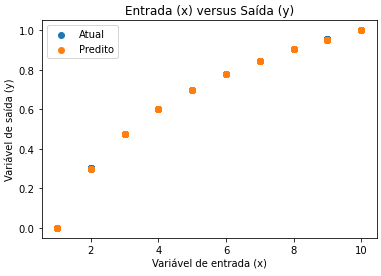 Entrada (x) versus Saída (y)
Atual
Predito
Variável de saída (y)
1.0
0.8
0.6
0.4
0.2
0.0
2
4
6
8
10
Variável de entrada (x)